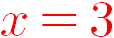 x = 3